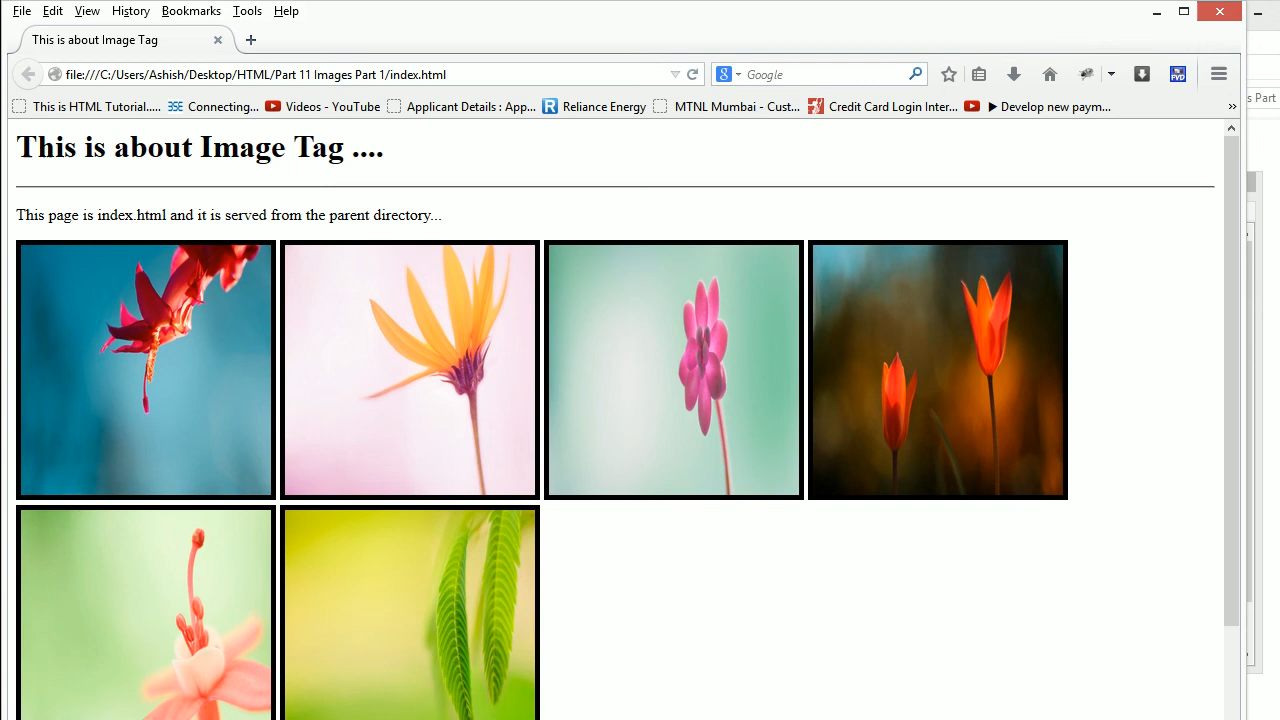 File Edit View History Bookmarks Tools Help
This is about Image Tag
file:///C:/Users/Ashish/Desktop/HTML/Part 11 Images Part 1/index.html
Google
FVD
This is HTML Tutorial..... Connecting... Videos - YouTube Applicant Details : App... Reliance Energy MTNL Mumbai - Cust... Credit Card Login Inter... ▶ Develop new paym...
s Part
This is about Image Tag ....
This page is index.html and it is served from the parent directory...